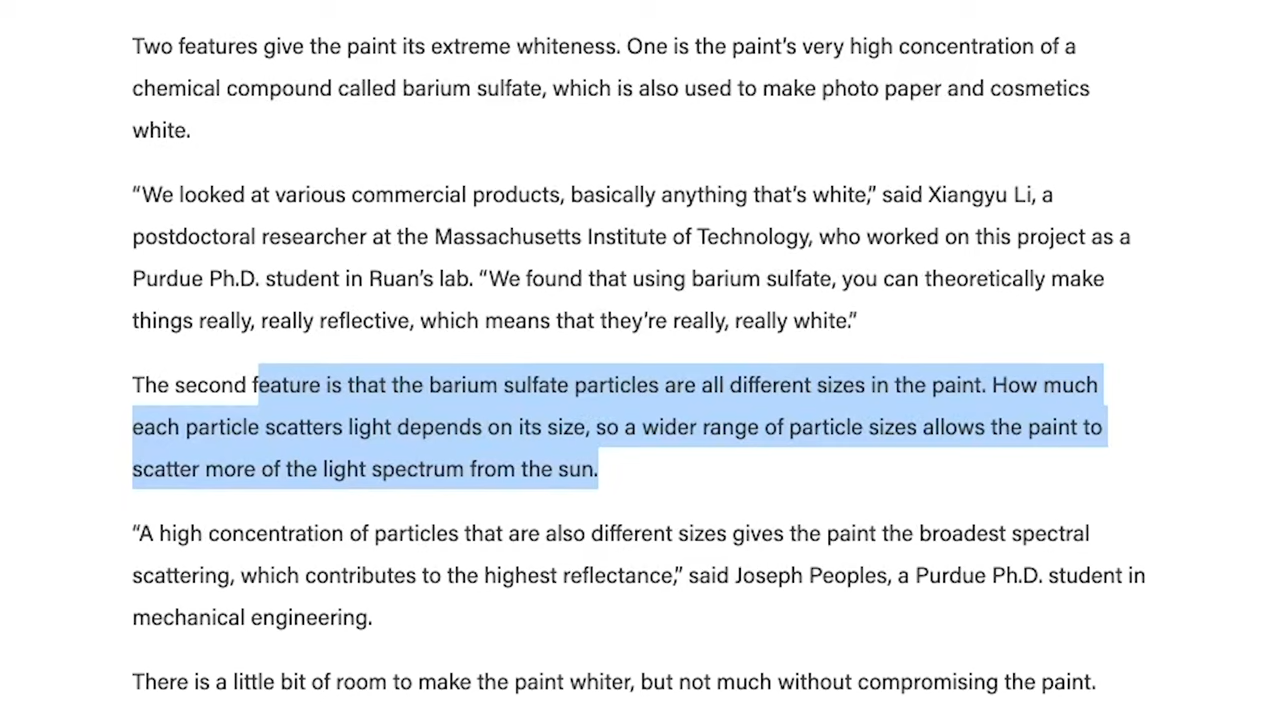 Two features give the paint its extreme whiteness. One is the paint’s very high concentration of a
chemical compound called barium sulfate, which is also used to make photo paper and cosmetics
white.
“We looked at various commercial products, basically anything that’s white,” said Xiangyu Li, a
postdoctoral researcher at the Massachusetts Institute of Technology, who worked on this project as a
Purdue Ph.D. student in Ruan’s lab. “We found that using barium sulfate, you can theoretically make
things really, really reflective, which means that they’re really, really white.”
The second feature is that the barium sulfate particles are all different sizes in the paint. How much
each particle scatters light depends on its size, so a wider range of particle sizes allows the paint to
scatter more of the light spectrum from the sun.
“A high concentration of particles that are also different sizes gives the paint the broadest spectral
scattering, which contributes to the highest reflectance,” said Joseph Peoples, a Purdue Ph.D. student in
mechanical engineering.
There is a little bit of room to make the paint whiter, but not much without compromising the paint.